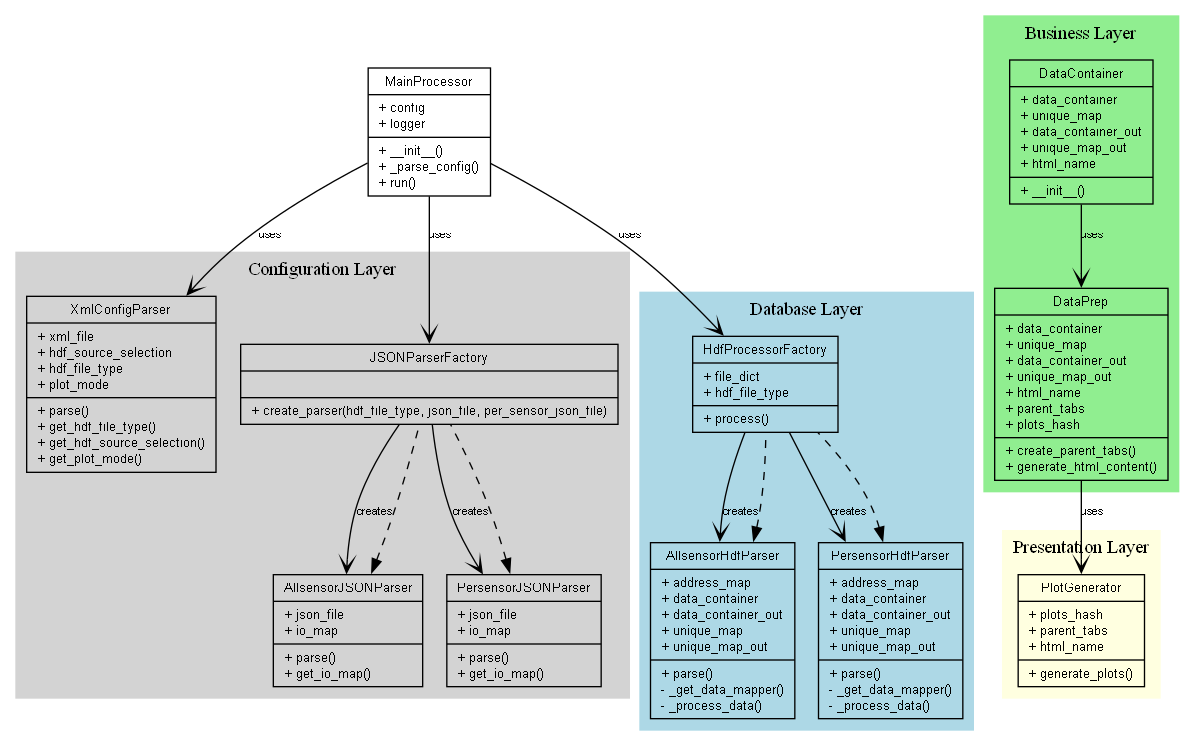 MainProcessor
+ config
+ logger
+ __init__()
+ _parse_config()
+ run()
uses
uses
uses
Configuration Layer
XmlConfigParser
+ xml_file
+ hdf_source_selection
+ hdf_file_type
+ plot_mode
+ parse()
+ get_hdf_file_type()
+ get_hdf_source_selection()
+ get_plot_mode()
JSONParserFactory
+ create_parser(hdf_file_type, json_file, per_sensor_json_file)
creates
creates
AllsensorJSONParser
+ json_file
+ io_map
+ parse()
+ get_io_map()
PersensorJSONParser
+ json_file
+ io_map
+ parse()
+ get_io_map()
Database Layer
HdfProcessorFactory
+ file_dict
+ hdf_file_type
+ process()
creates
creates
AllsensorHdfParser
+ address_map
+ data_container
+ data_container_out
+ unique_map
+ unique_map_out
+ parse()
- _get_data_mapper()
- _process_data()
PersensorHdfParser
+ address_map
+ data_container
+ data_container_out
+ unique_map
+ unique_map_out
+ parse()
- _get_data_mapper()
- _process_data()
Business Layer
DataContainer
+ data_container
+ unique_map
+ data_container_out
+ unique_map_out
+ html_name
+ __init__()
uses
DataPrep
+ data_container
+ unique_map
+ data_container_out
+ unique_map_out
+ html_name
+ parent_tabs
+ plots_hash
+ create_parent_tabs()
+ generate_html_content()
uses
Presentation Layer
PlotGenerator
+ plots_hash
+ parent_tabs
+ html_name
+ generate_plots()